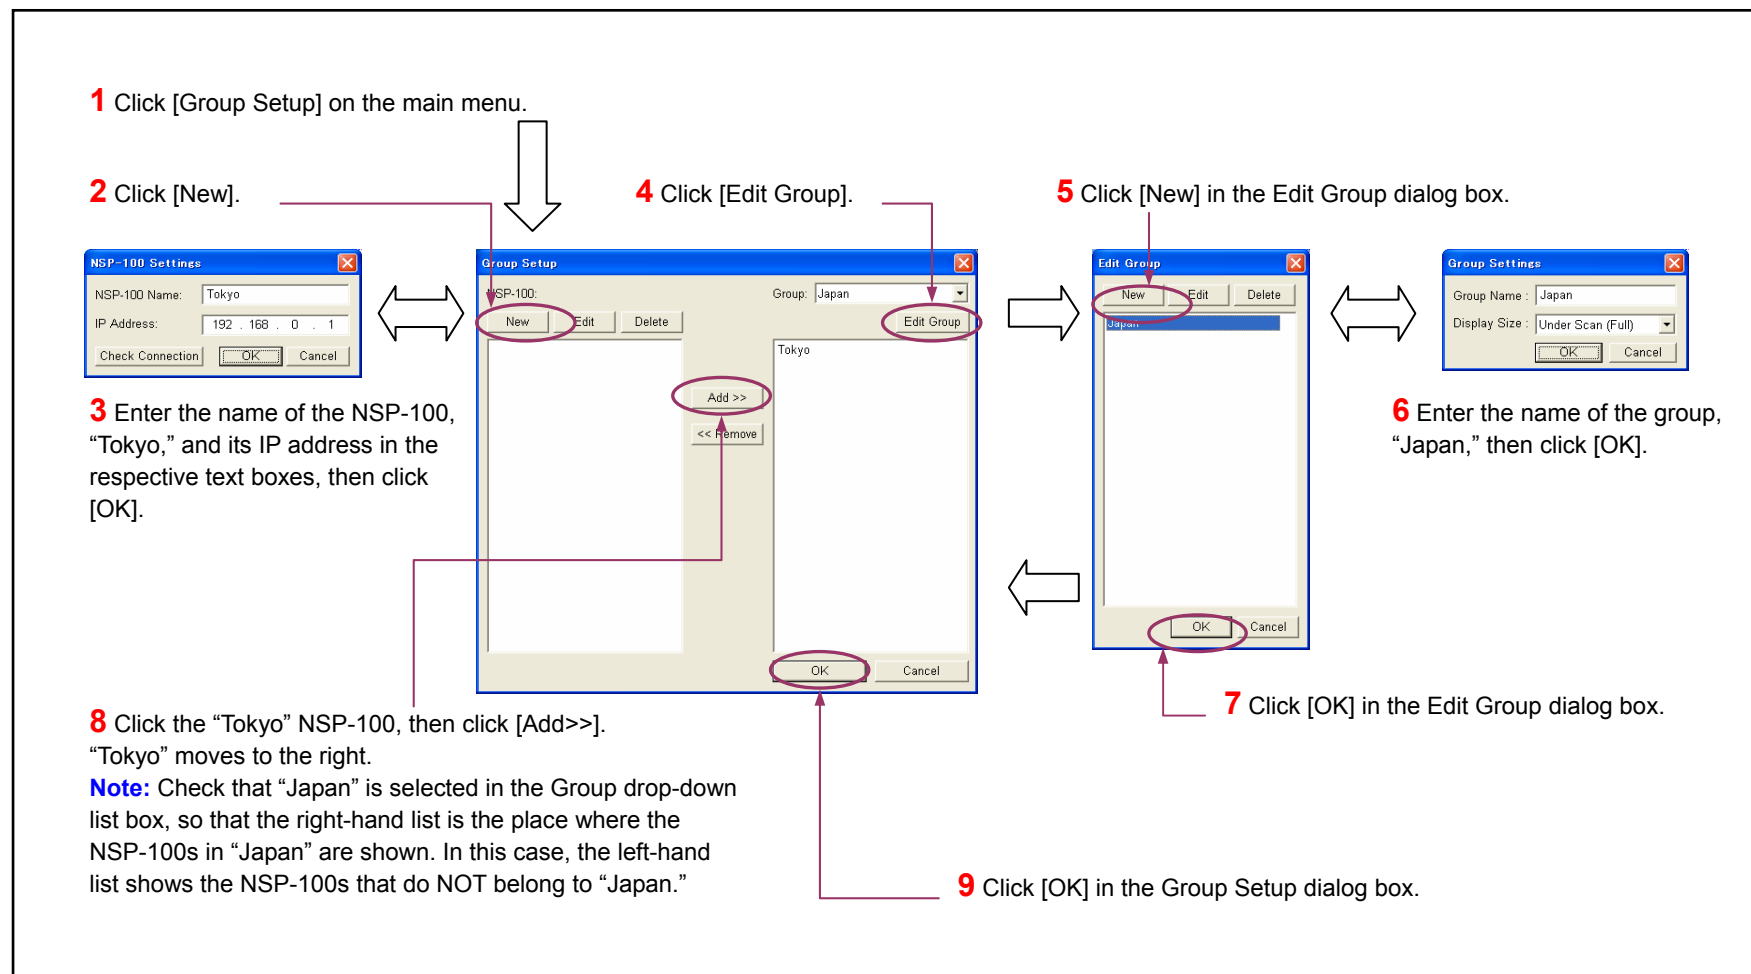 1 Click [Group Setup] on the main menu.
2 Click [New].
4 Click [Edit Group].
5 Click [New] in the Edit Group dialog box.
NSP-100 Settings
NSP-100 Name: Tokyo
IP Address: 192 . 168 . 0 . 1
Check Connection OK Cancel
Group Setup
NSP-100:
Group: Japan
New Edit Delete
Edit Group
Tokyo
Add >>
<< Remove
OK Cancel
Edit Group
New Edit Delete
Japan
OK Cancel
Group Settings
Group Name : Japan
Display Size : Under Scan (Full)
OK Cancel
3 Enter the name of the NSP-100,
“Tokyo,” and its IP address in the
respective text boxes, then click
[OK].
6 Enter the name of the group,
“Japan,” then click [OK].
7 Click [OK] in the Edit Group dialog box.
8 Click the “Tokyo” NSP-100, then click [Add>>].
“Tokyo” moves to the right.
Note: Check that “Japan” is selected in the Group drop-down
list box, so that the right-hand list is the place where the
NSP-100s in “Japan” are shown. In this case, the left-hand
list shows the NSP-100s that do NOT belong to “Japan.”
9 Click [OK] in the Group Setup dialog box.